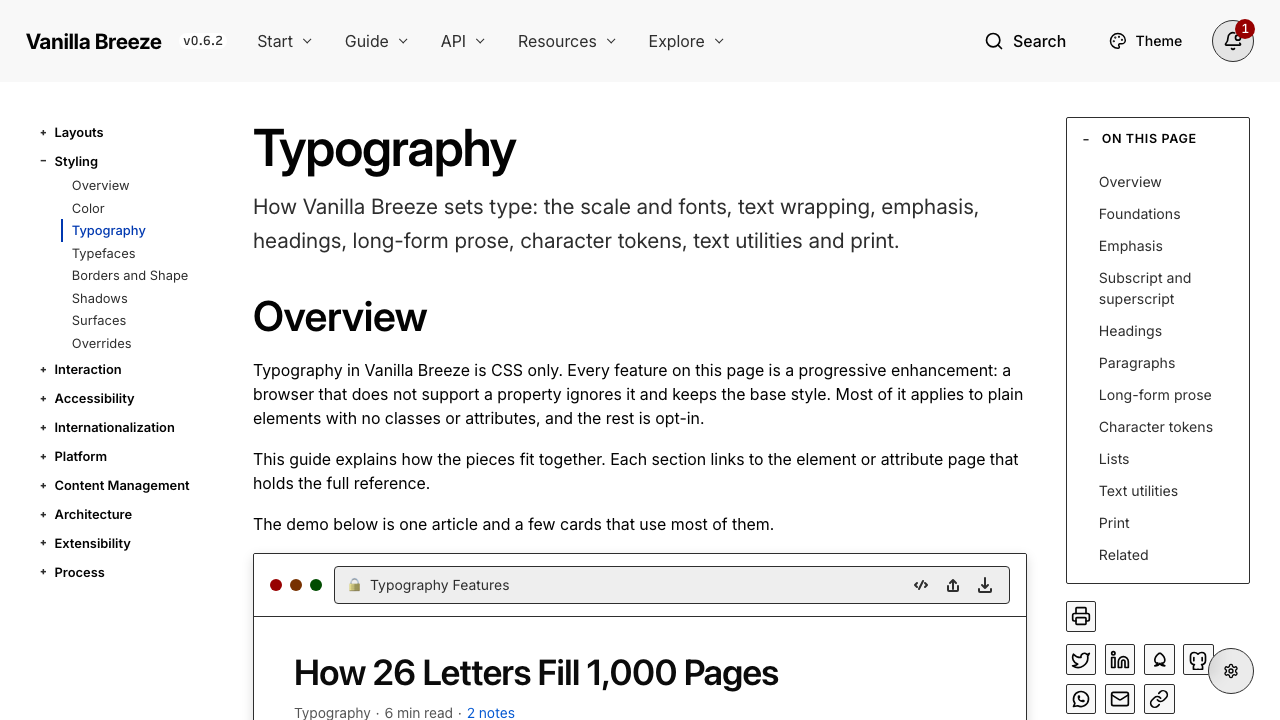 Vanilla Breeze
v0.6.2
Start
Guide
API
Resources
Explore
Search
Theme
1
+ Layouts
− Styling
Overview
Color
Typography
Typefaces
Borders and Shape
Shadows
Surfaces
Overrides
+ Interaction
+ Accessibility
+ Internationalization
+ Platform
+ Content Management
+ Architecture
+ Extensibility
+ Process
Typography
How Vanilla Breeze sets type: the scale and fonts, text wrapping, emphasis,
headings, long-form prose, character tokens, text utilities and print.
Overview
Typography in Vanilla Breeze is CSS only. Every feature on this page is a progressive enhancement: a
browser that does not support a property ignores it and keeps the base style. Most of it applies to plain
elements with no classes or attributes, and the rest is opt-in.
This guide explains how the pieces fit together. Each section links to the element or attribute page that
holds the full reference.
The demo below is one article and a few cards that use most of them.
Typography Features
How 26 Letters Fill 1,000 Pages
Typography · 6 min read · 2 notes
− ON THIS PAGE
Overview
Foundations
Emphasis
Subscript and
superscript
Headings
Paragraphs
Long-form prose
Character tokens
Lists
Text utilities
Print
Related